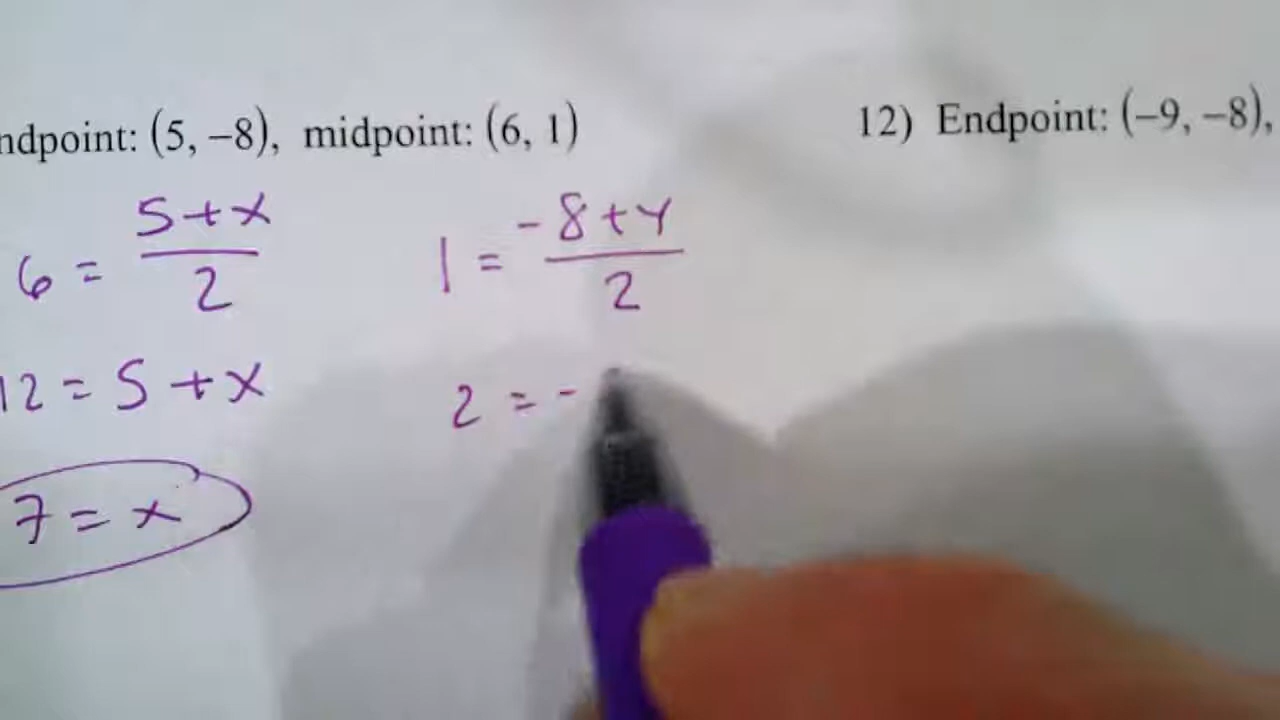 ndpoint: (5, −8), midpoint: (6, 1)
6 = 5+x / 2
12 = 5 + x
7 = x
1 = -8+y / 2
2 = -
12) Endpoint: (−9, −8),